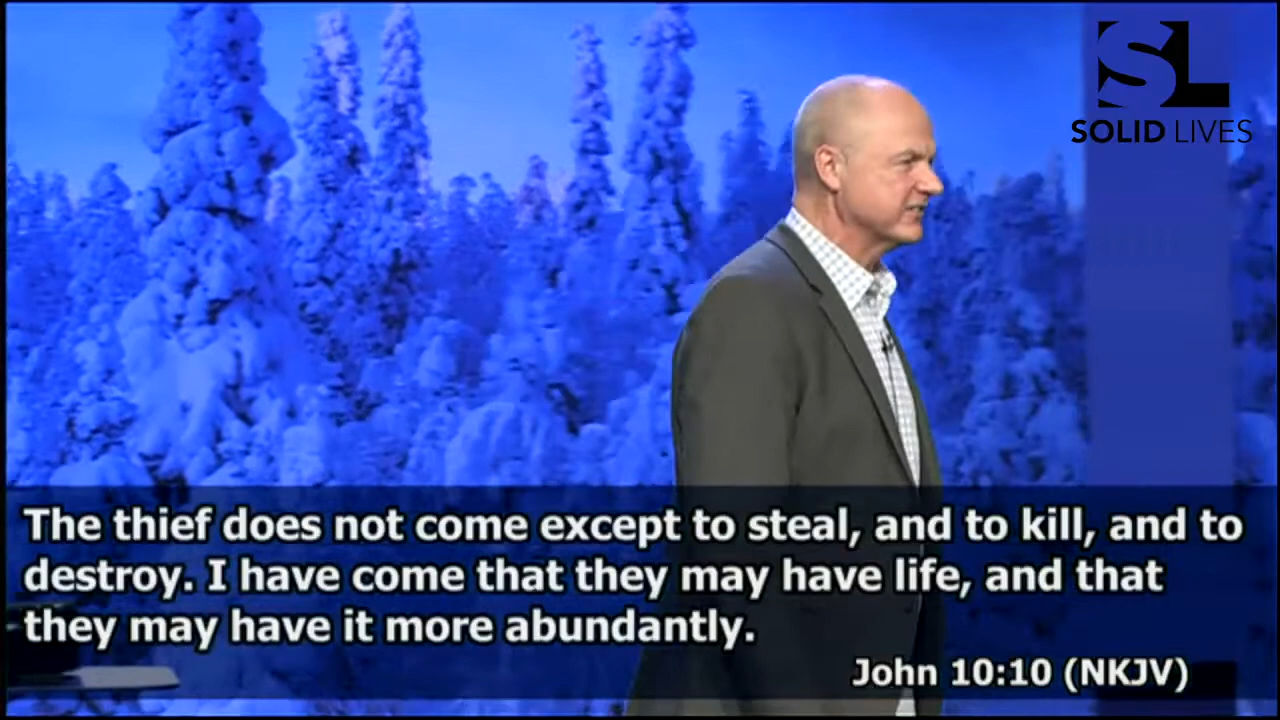 SL
SOLID LIVES
The thief does not come except to steal, and to kill, and to
destroy. I have come that they may have life, and that
they may have it more abundantly.
John 10:10 (NKJV)